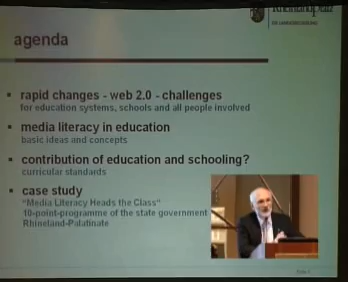 RheinlandPfalz
agenda
▪ rapid changes - web 2.0 - challenges
for education systems, schools and all people involved
▪ media literacy in education
basic ideas and concepts
▪ contribution of education and schooling?
curricular standards
▪ case study
"Media Literacy Heads the Class"
10-point-programme of the state government
Rhineland-Palatinate